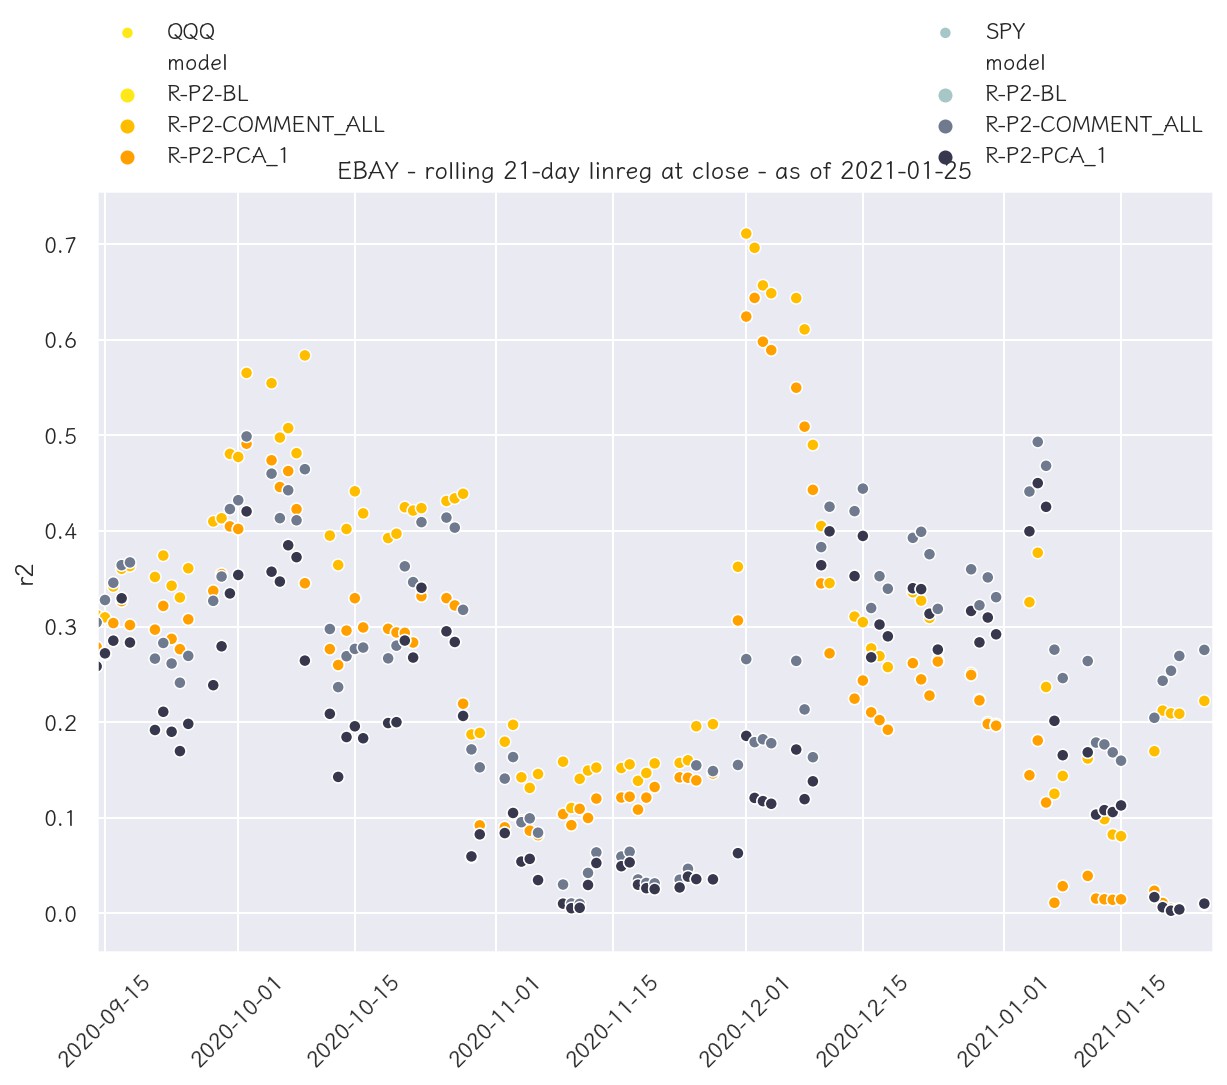 QQQ
model
R-P2-BL
R-P2-COMMENT_ALL
R-P2-PCA_1
SPY
model
R-P2-BL
R-P2-COMMENT_ALL
R-P2-PCA_1
EBAY - rolling 21-day linreg at close - as of 2021-01-25
r2
0.7
0.6
0.5
0.4
0.3
0.2
0.1
0.0
2020-09-15
2020-10-01
2020-10-15
2020-11-01
2020-11-15
2020-12-01
2020-12-15
2021-01-01
2021-01-15